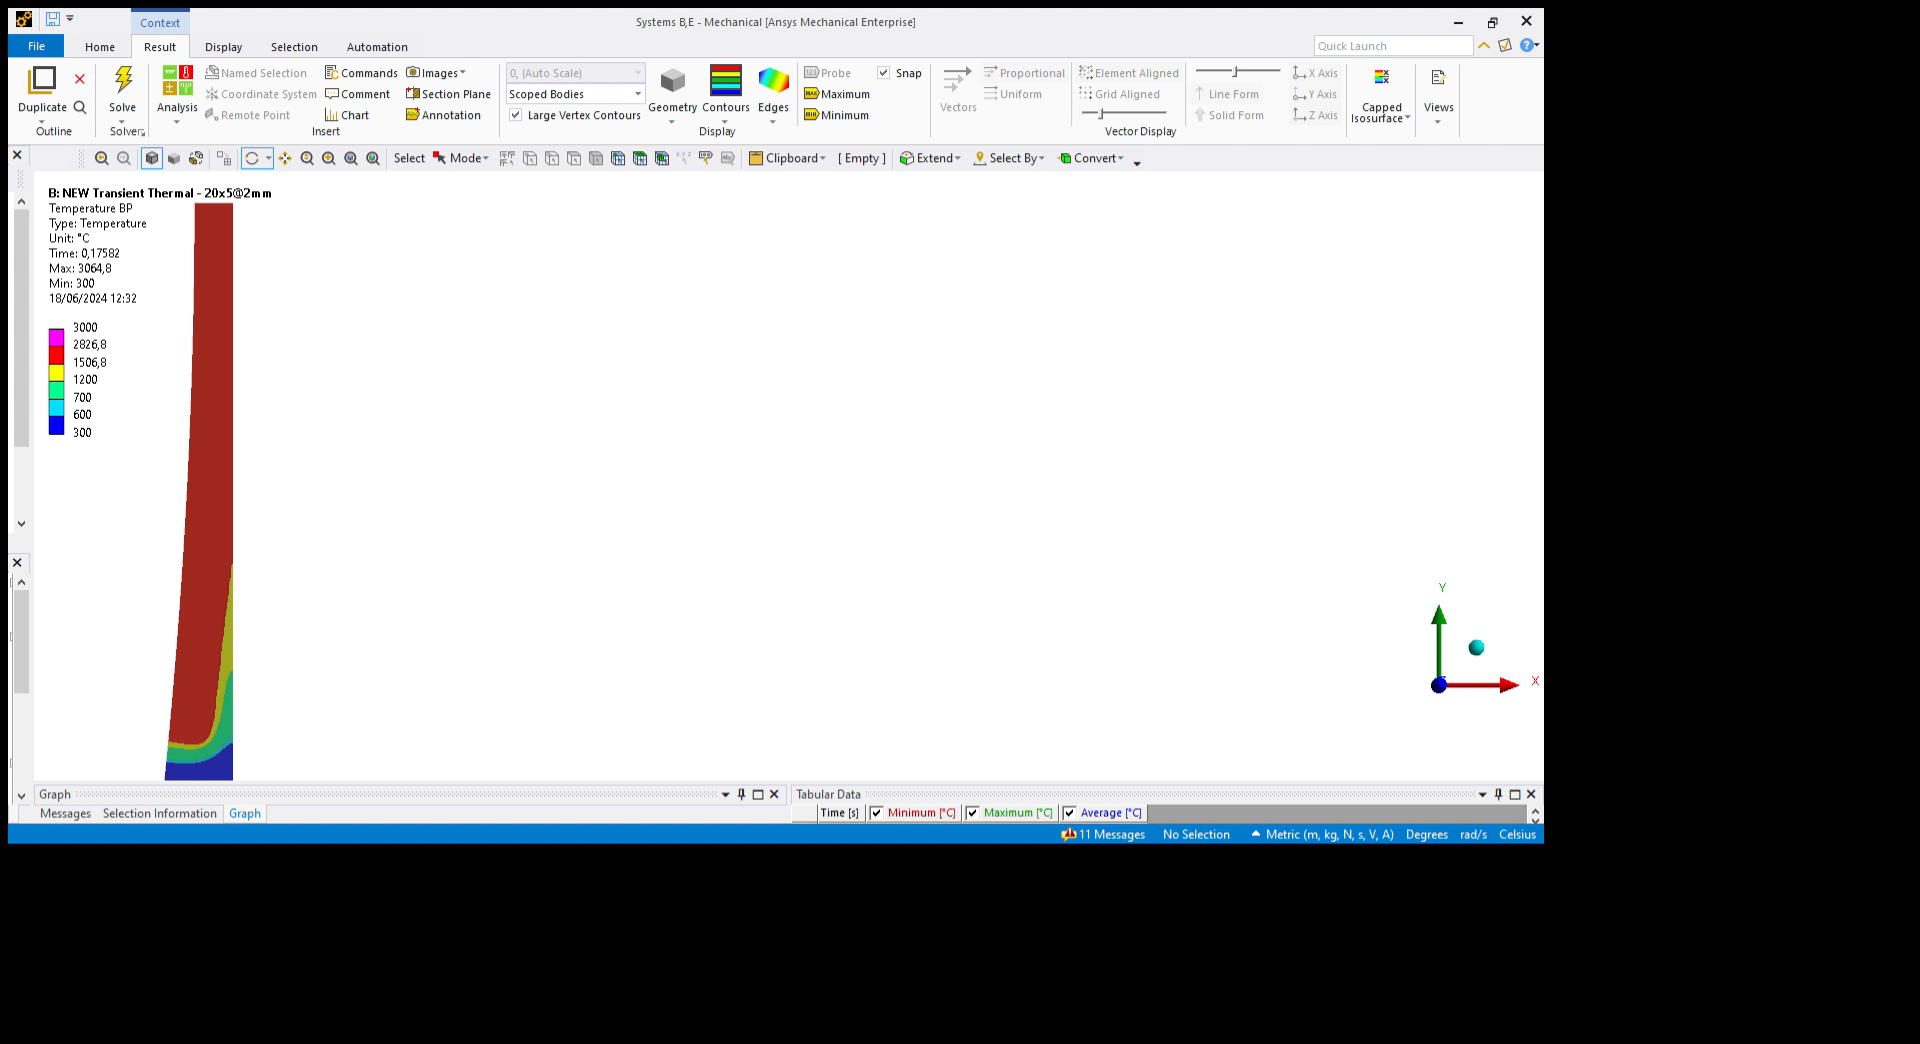 Context
Systems B,E - Mechanical [Ansys Mechanical Enterprise]
File Home Result Display Selection Automation
Quick Launch
Duplicate
Outline
Solve
Solver
Analysis
Named Selection
Coordinate System
Remote Point
Commands
Comment
Chart
Images
Section Plane
Annotation
Insert
0, (Auto Scale)
Scoped Bodies
Large Vertex Contours
Geometry
Contours
Edges
Display
Probe
Maximum
Minimum
Snap
Vectors
Proportional
Uniform
Element Aligned
Grid Aligned
Line Form
Solid Form
X Axis
Y Axis
Z Axis
Vector Display
Capped
Isosurface
Views
Select Mode Clipboard [ Empty ] Extend Select By Convert
B: NEW Transient Thermal - 20x5@2mm
Temperature BP
Type: Temperature
Unit: °C
Time: 0,17582
Max: 3064,8
Min: 300
18/06/2024 12:32
3000
2826,8
1506,8
1200
700
600
300
Y
X
Graph
Tabular Data
Messages Selection Information Graph
Time [s] Minimum [°C] Maximum [°C] Average [°C]
11 Messages No Selection Metric (m, kg, N, s, V, A) Degrees rad/s Celsius